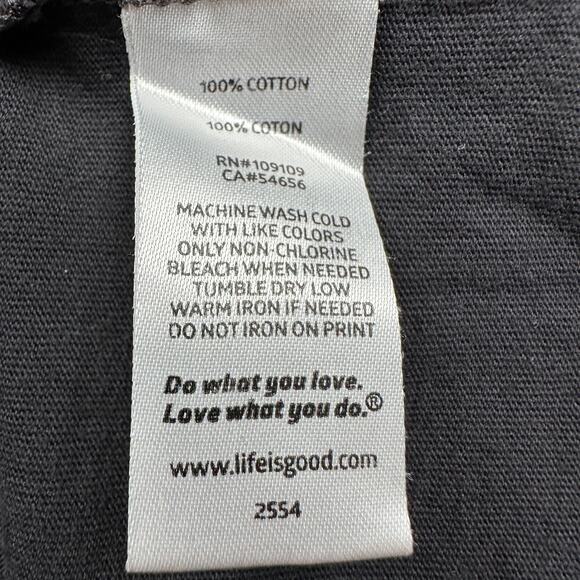 100% COTTON
100% COTON
RN#109109
CA#54656
MACHINE WASH COLD
WITH LIKE COLORS
ONLY NON-CHLORINE
BLEACH WHEN NEEDED
TUMBLE DRY LOW
WARM IRON IF NEEDED
DO NOT IRON ON PRINT
Do what you love.
Love what you do.®
www.lifeisgood.com
2554